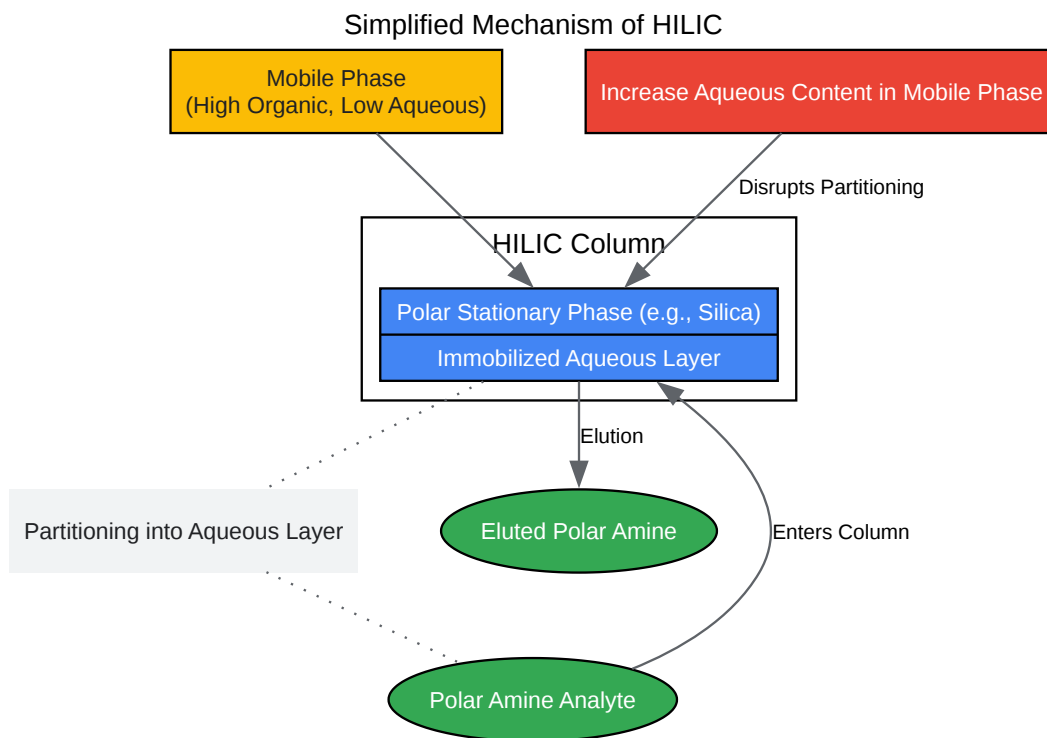 Simplified Mechanism of HILIC
Mobile Phase
(High Organic, Low Aqueous)
Increase Aqueous Content in Mobile Phase
Disrupts Partitioning
HILIC Column
Polar Stationary Phase (e.g., Silica)
Immobilized Aqueous Layer
Elution
Partitioning into Aqueous Layer
Eluted Polar Amine
Enters Column
Polar Amine Analyte